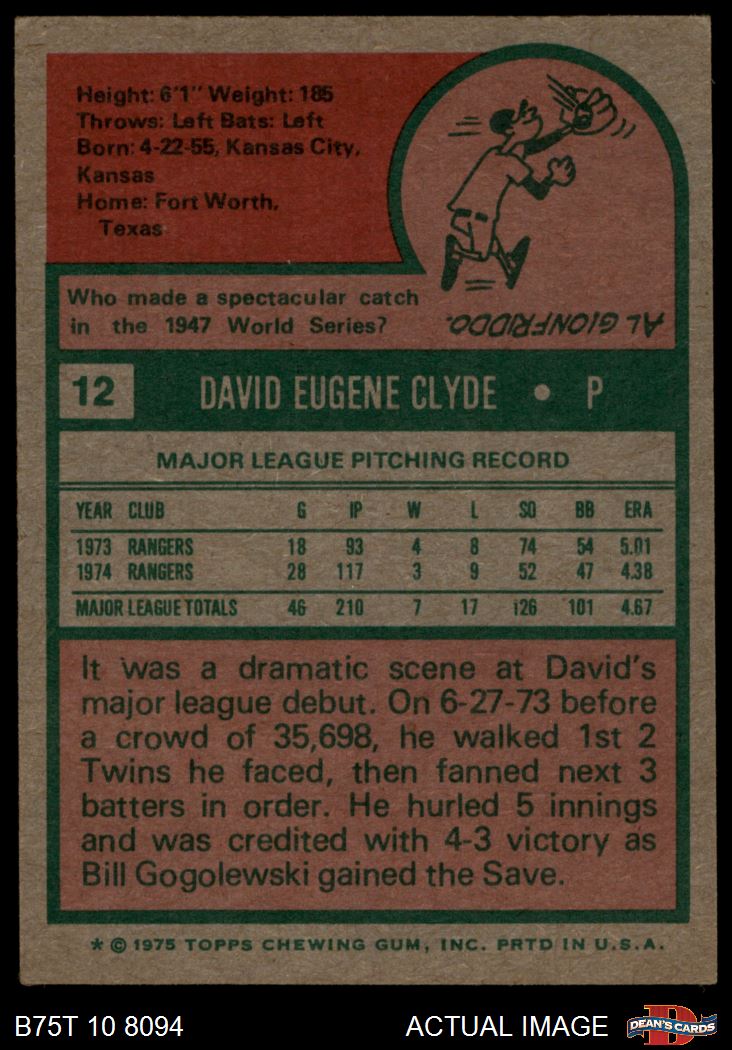 Height: 6'1" Weight: 185
Throws: Left Bats: Left
Born: 4-22-55, Kansas City,
Kansas
Home: Fort Worth,
Texas
Who made a spectacular catch
in the 1947 World Series?
AL GIONFRIDDO.
12 DAVID EUGENE CLYDE • P
MAJOR LEAGUE PITCHING RECORD
YEAR CLUB G IP W L SO BB ERA
1973 RANGERS 18 93 4 8 74 54 5.01
1974 RANGERS 28 117 3 9 52 47 4.38
MAJOR LEAGUE TOTALS 46 210 7 17 126 101 4.67
It was a dramatic scene at David's
major league debut. On 6-27-73 before
a crowd of 35,698, he walked 1st 2
Twins he faced, then fanned next 3
batters in order. He hurled 5 innings
and was credited with 4-3 victory as
Bill Gogolewski gained the Save.
* © 1975 TOPPS CHEWING GUM, INC. PRTD IN U.S.A.
B75T 10 8094 ACTUAL IMAGE DEAN'S CARDS